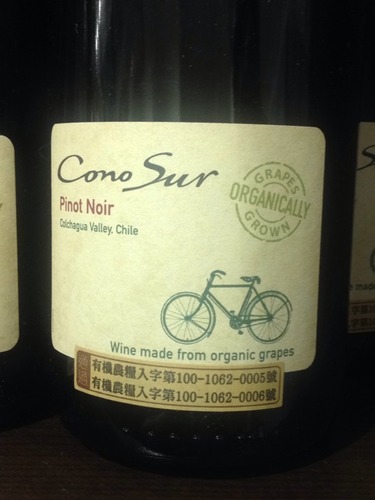 Cono Sur
Pinot Noir
Colchagua Valley, Chile
GRAPES
ORGANICALLY
GROWN
Wine made from organic grapes
有機農糧入字第100-1062-0005號
有機農糧入字第100-1062-0006號